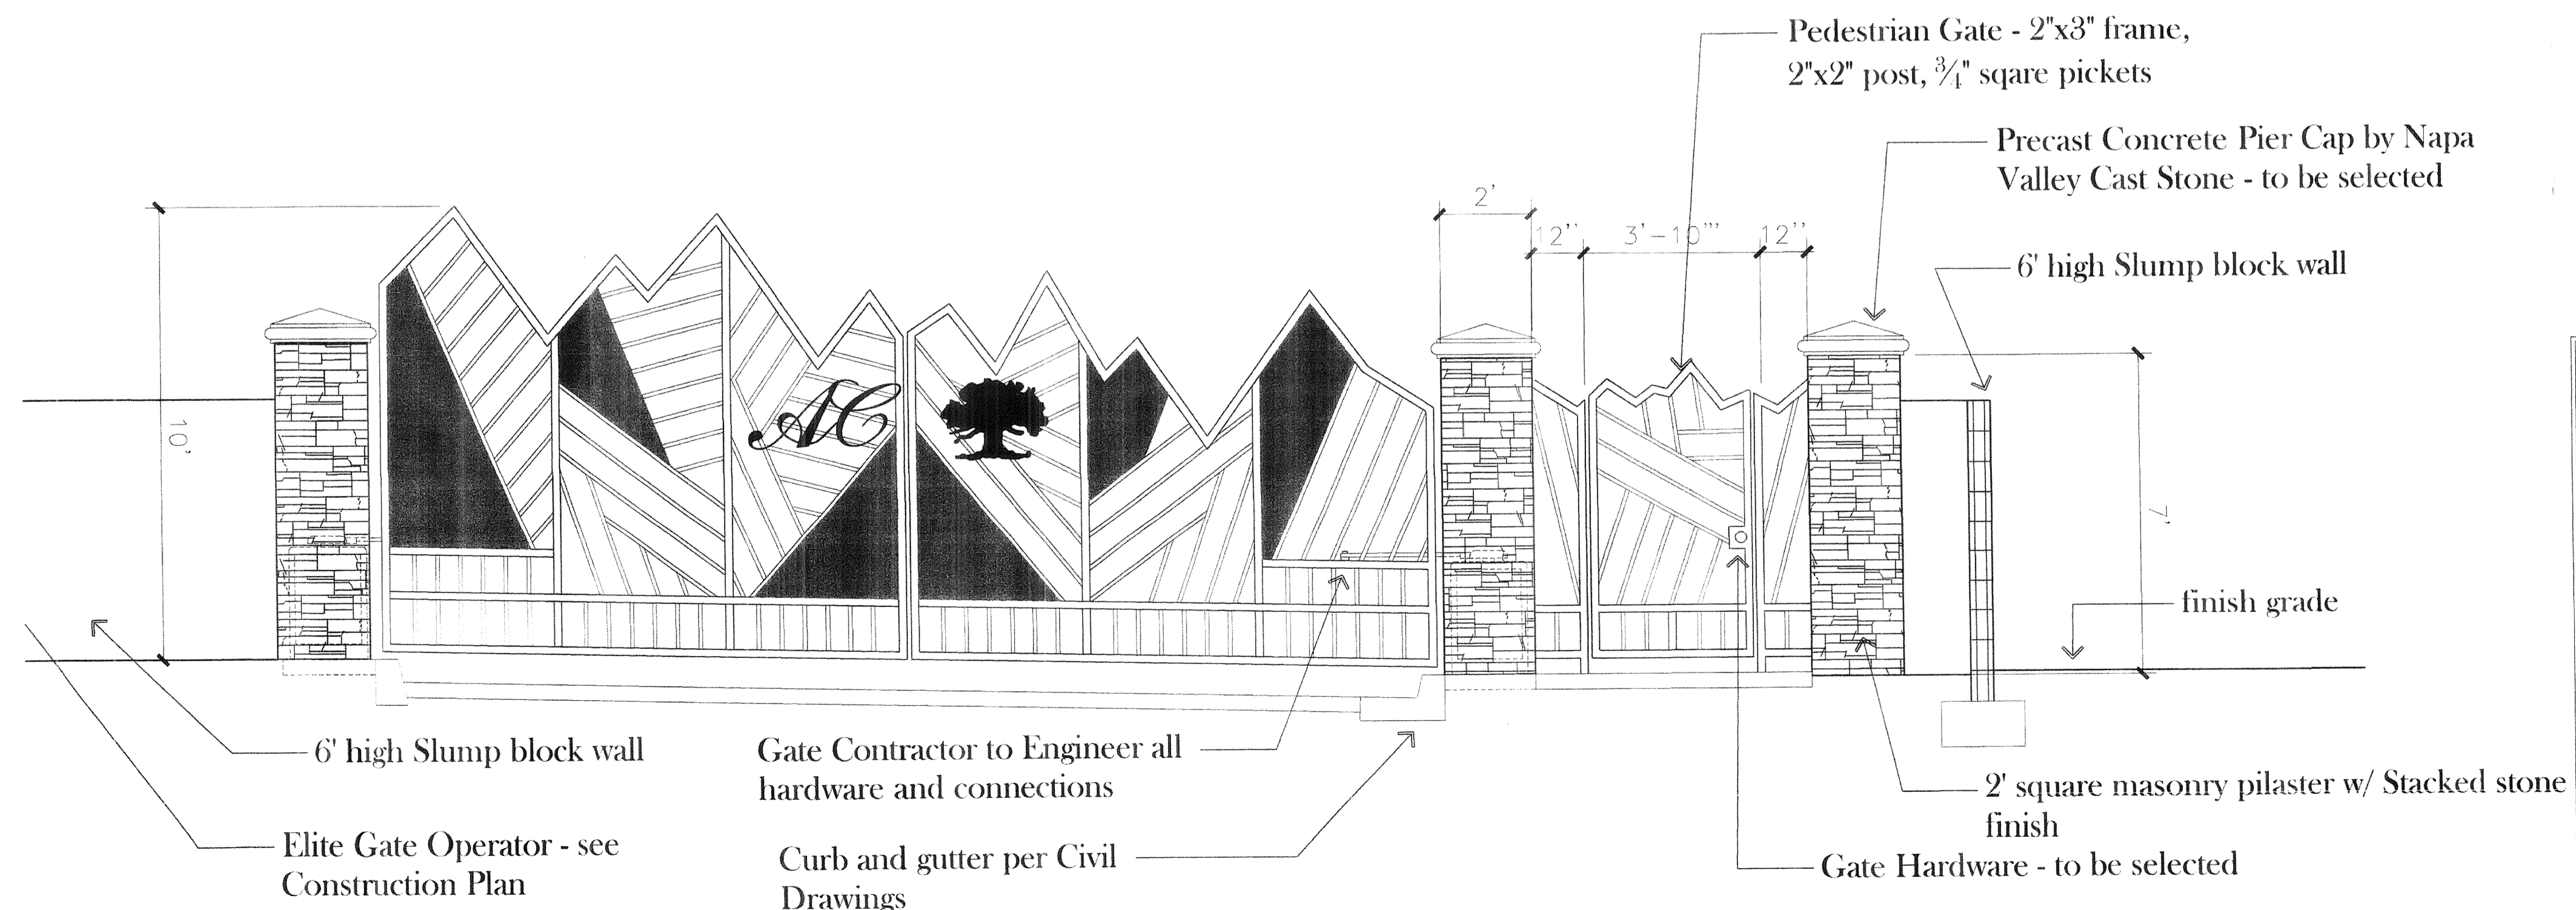 Pedestrian Gate - 2"x3" frame,
2"x2" post, ¾" sqare pickets
Precast Concrete Pier Cap by Napa
Valley Cast Stone - to be selected
2'
12''
3'-10'''
12''
6' high Slump block wall
10'
AC
7'
finish grade
6' high Slump block wall
Gate Contractor to Engineer all
hardware and connections
2' square masonry pilaster w/ Stacked stone
finish
Elite Gate Operator - see
Construction Plan
Curb and gutter per Civil
Drawings
Gate Hardware - to be selected